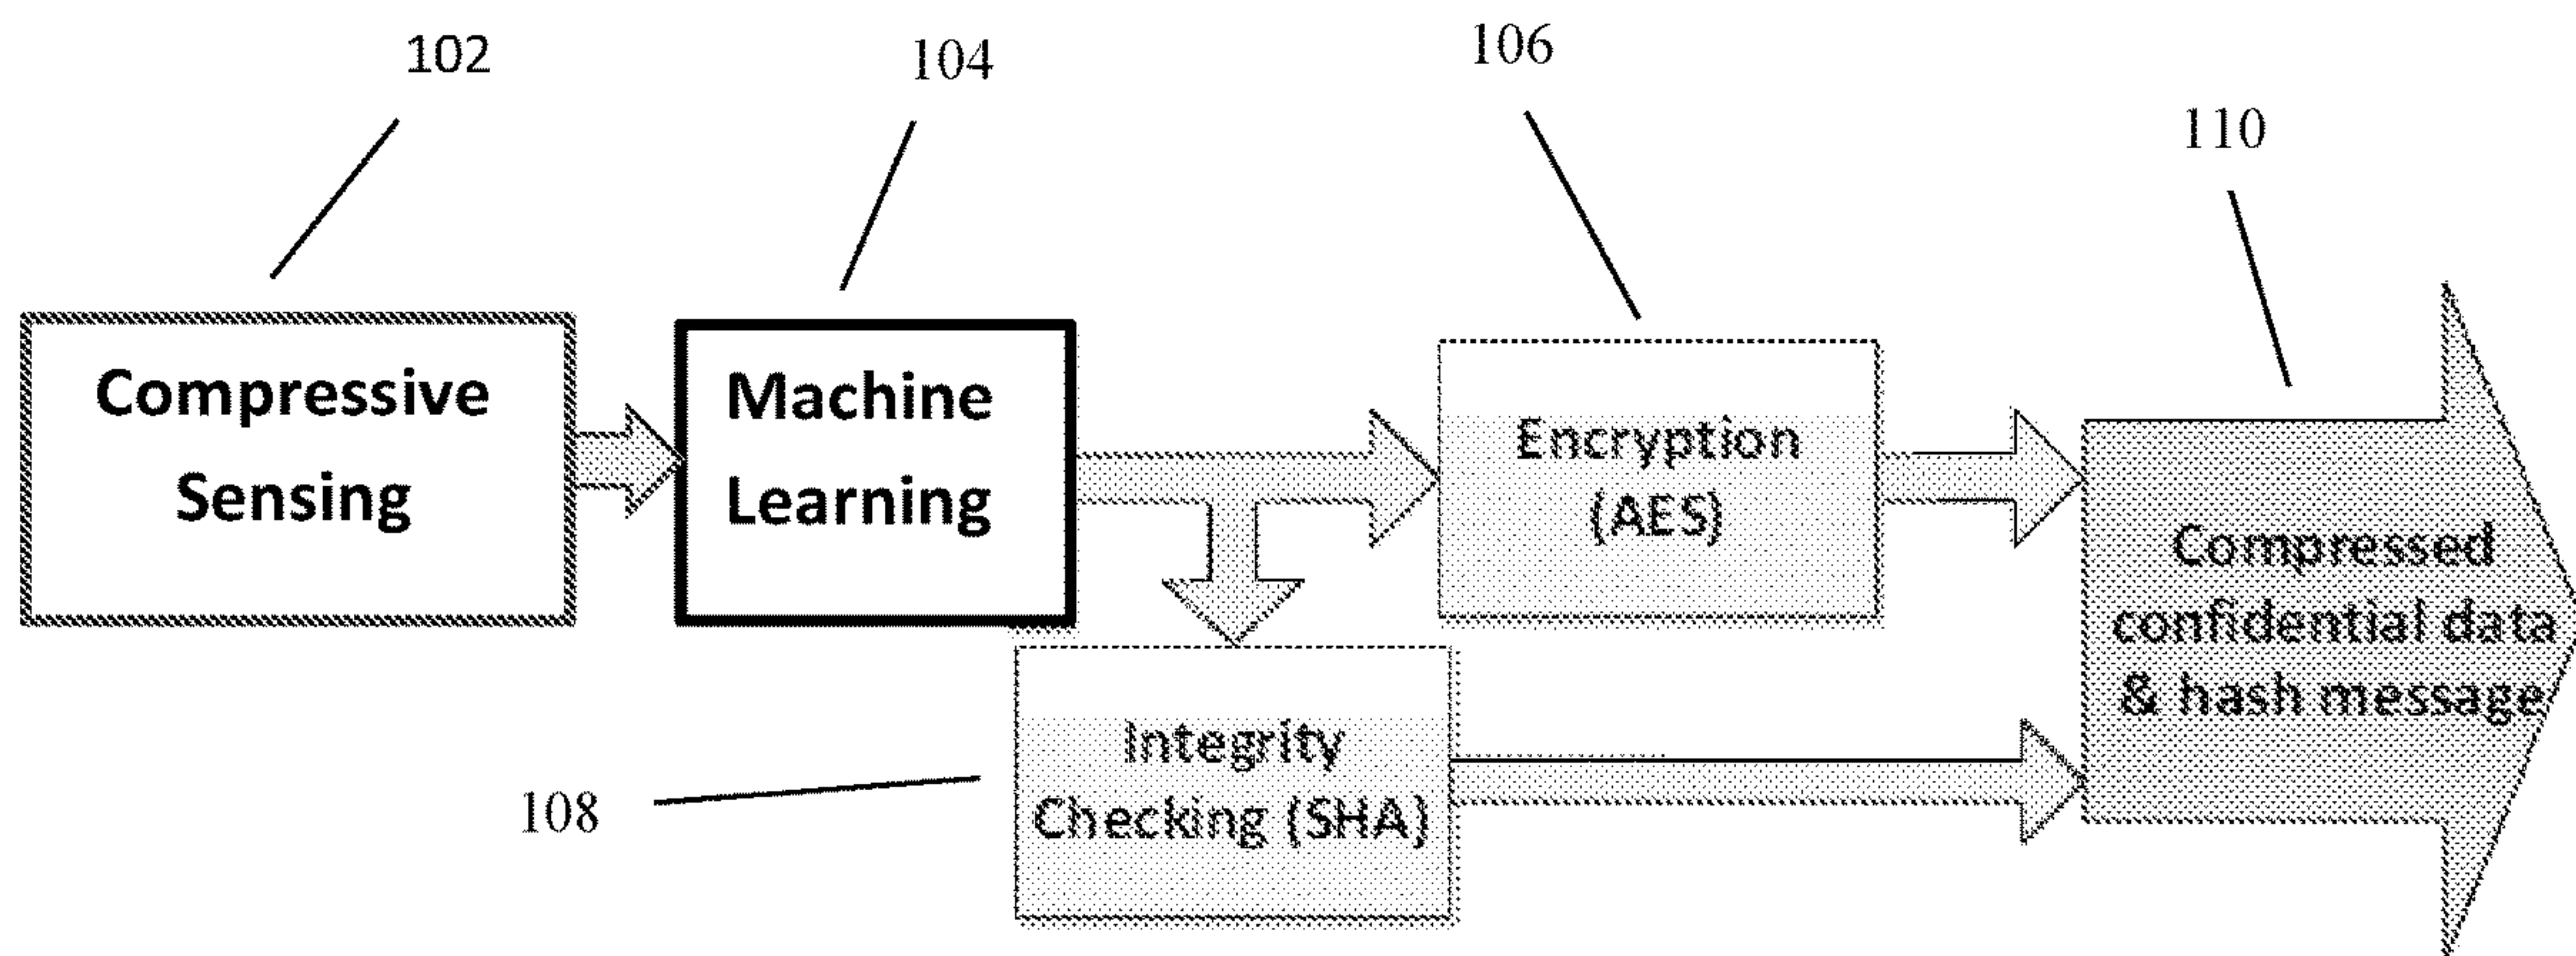 102
104
106
110
Compressive
Sensing
Machine
Learning
Encryption
(AES)
Compressed
confidential data
& hash message
Integrity
Checking (SHA)
108